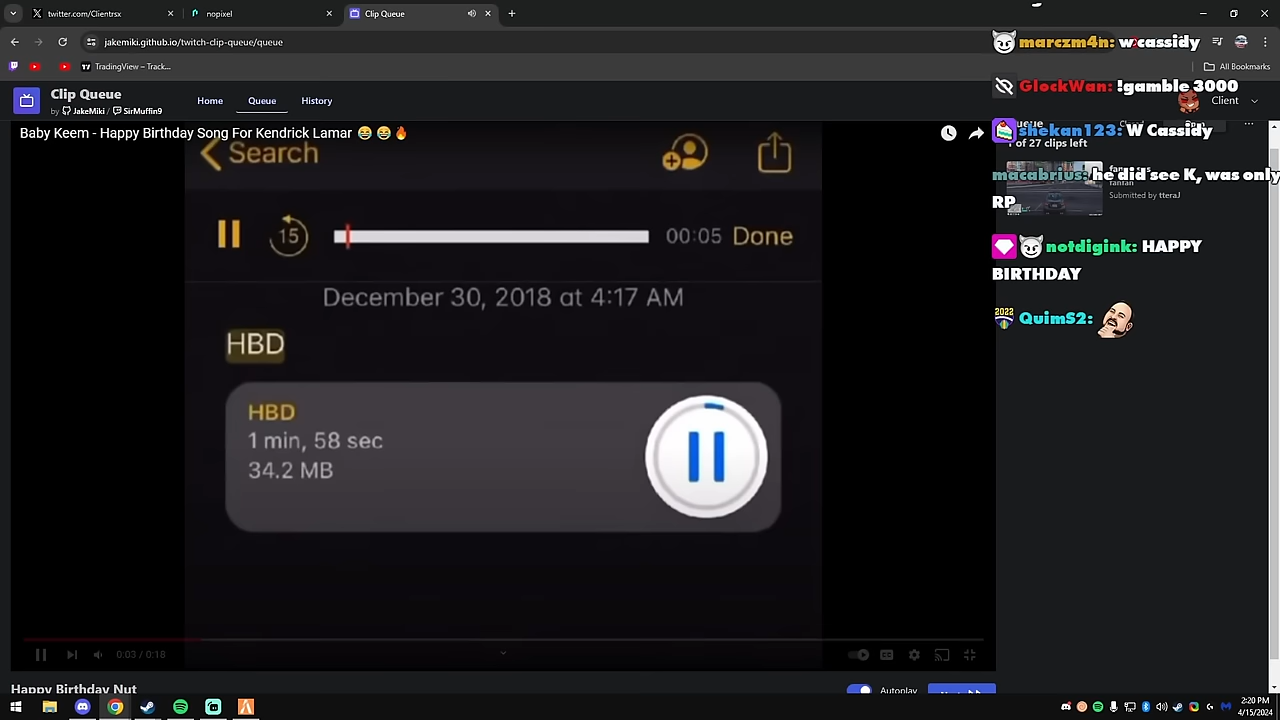 twitter.com/Clientrsx
nopixel
Clip Queue
jakemiki.github.io/twitch-clip-queue/queue
TradingView – Track...
All Bookmarks
Clip Queue
by JakeMiki / SirMuffin9
Home
Queue
History
Client
Baby Keem - Happy Birthday Song For Kendrick Lamar 😂 😂 🔥
Search
15
00:05
Done
December 30, 2018 at 4:17 AM
HBD
HBD
1 min, 58 sec
34.2 MB
0:03 / 0:18
CC
Happy Birthday Nut
Autoplay
of 27 clips left
fanfan
Submitted by tteraJ
marczm4n: w cassidy
GlockWan: !gamble 3000
shekan123: W Cassidy
macabrius: he did see K, was only
RP
notdigink: HAPPY
BIRTHDAY
2022
QuimS2:
2:20 PM
4/15/2024